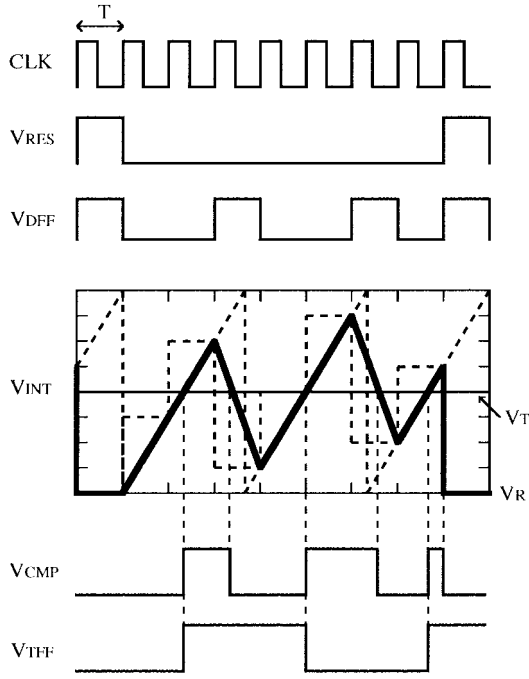 T
CLK
VRES
VDFF
VINT
VT
VR
VCMP
VTFF